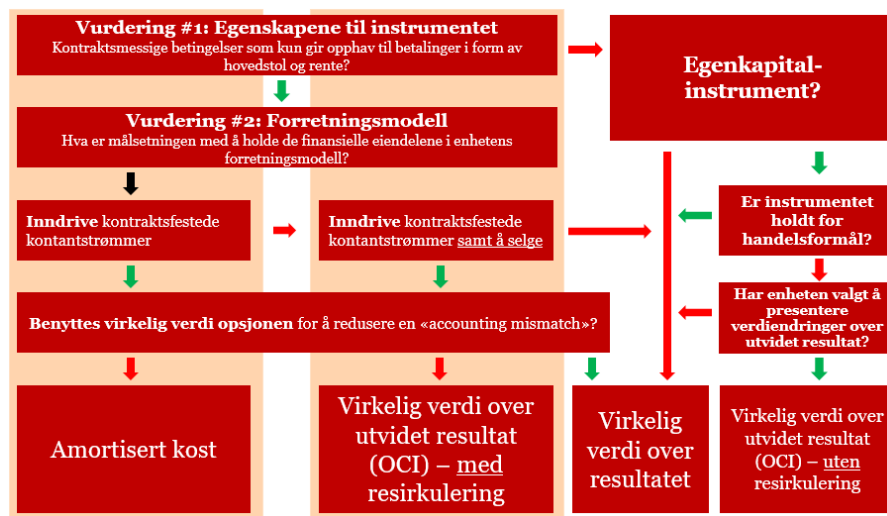 Vurdering #1: Egenskapene til instrumentet
Kontraktsmessige betingelser som kun gir opphav til betalinger i form av
hovedstol og rente?
Egenkapital-
instrument?
Vurdering #2: Forretningsmodell
Hva er målsetningen med å holde de finansielle eiendelene i enhetens
forretningsmodell?
Inndrive kontraktsfestede
kontantstrømmer
Inndrive kontraktsfestede
kontantstrømmer samt å selge
Er instrumentet
holdt for
handelsformål?
Benyttes virkelig verdi opsjonen for å redusere en «accounting mismatch»?
Har enheten valgt å
presentere
verdiendringer over
utvidet resultat?
Amortisert kost
Virkelig verdi over
utvidet resultat
(OCI) – med
resirkulering
Virkelig
verdi over
resultatet
Virkelig verdi over
utvidet resultat
(OCI) – uten
resirkulering